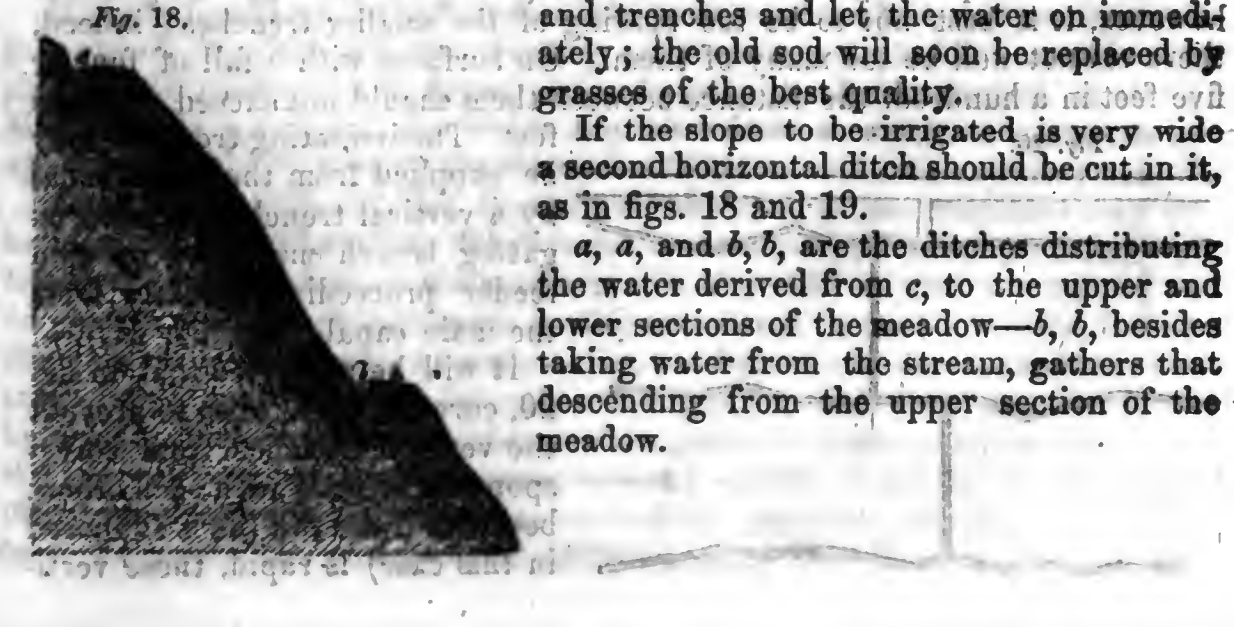 Fig. 18.
and trenches and let the water on immedi-
ately; the old sod will soon be replaced by
grasses of the best quality.
If the slope to be irrigated is very wide
a second horizontal ditch should be cut in it,
as in figs. 18 and 19.
a, a, and b, b, are the ditches distributing
the water derived from c, to the upper and
lower sections of the meadow—b, b, besides
taking water from the stream, gathers that
descending from the upper section of the
meadow.